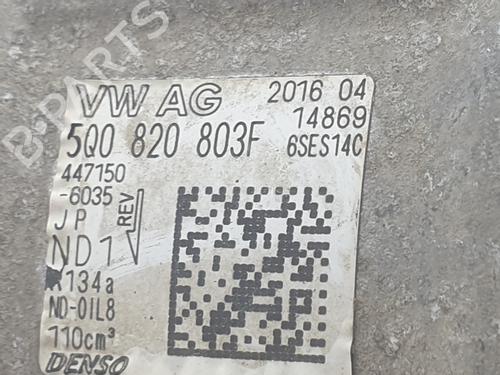 B-PARTS
VW AG 2016 04
14869
5Q0 820 803F 6SES14C
447150
-6035
JP REV
ND1
R134a
ND-OIL8
110cm³
DENSO